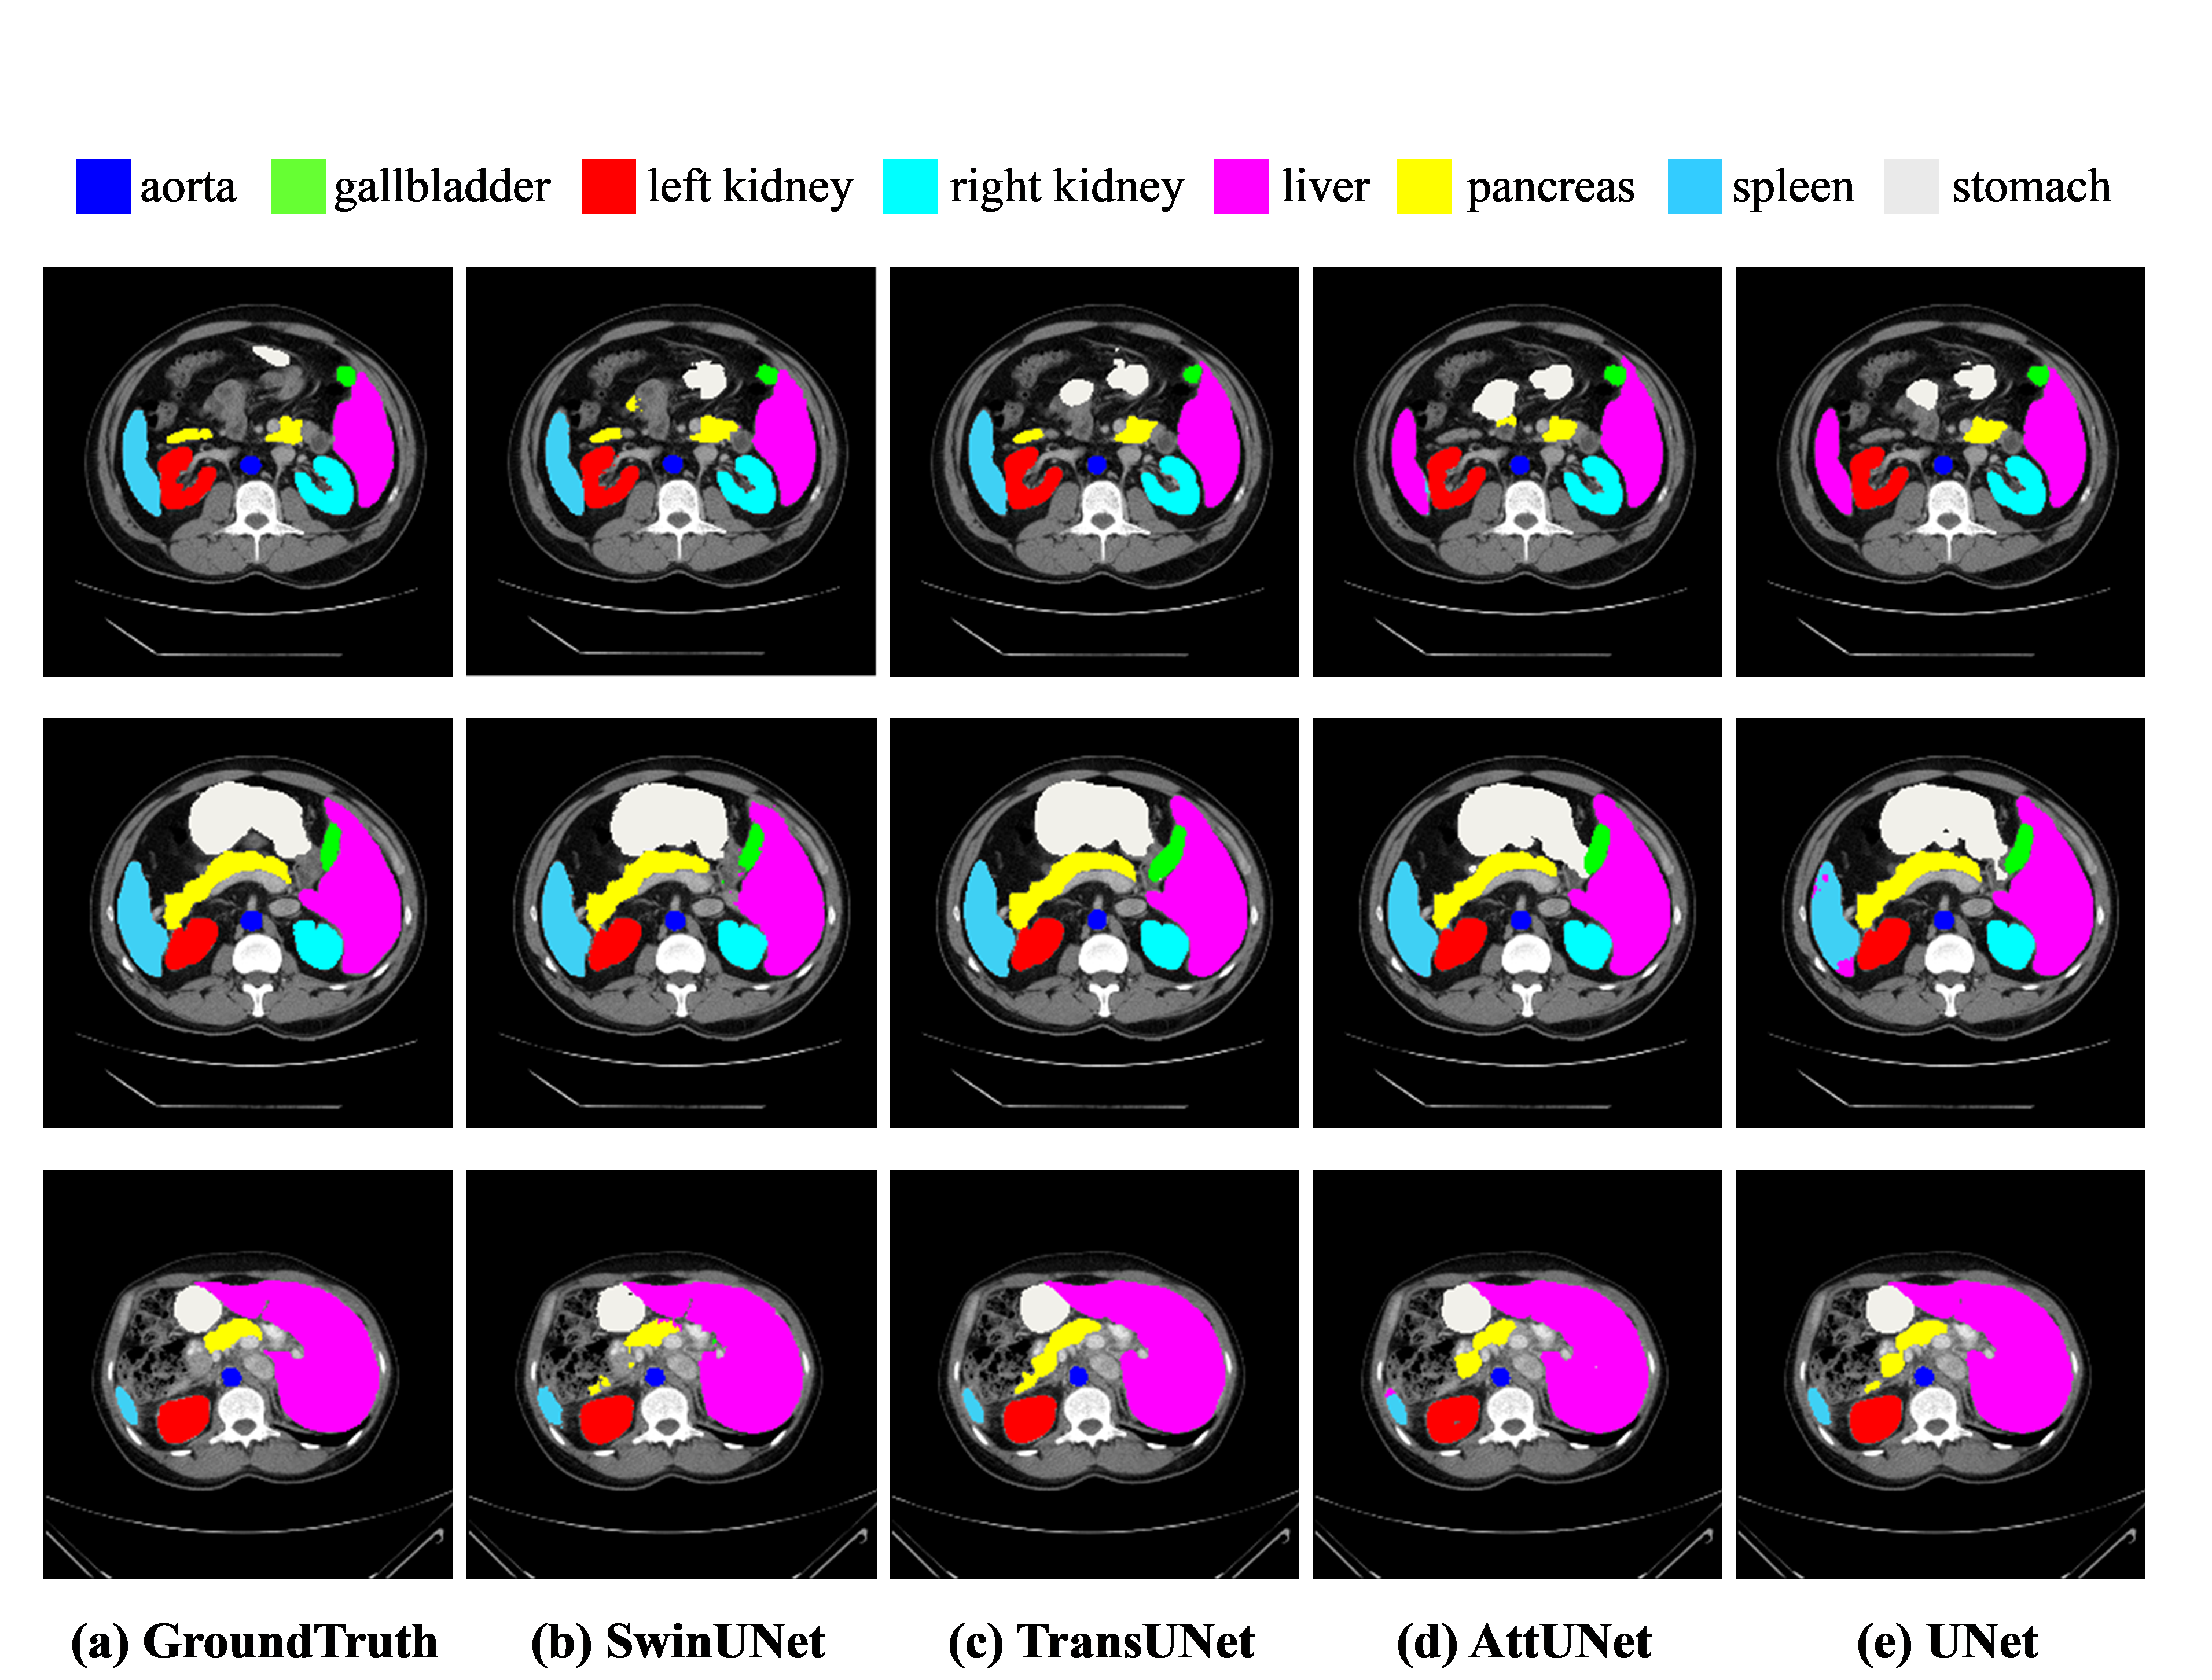 aorta gallbladder left kidney right kidney liver pancreas spleen stomach
(a) GroundTruth (b) SwinUNet (c) TransUNet (d) AttUNet (e) UNet